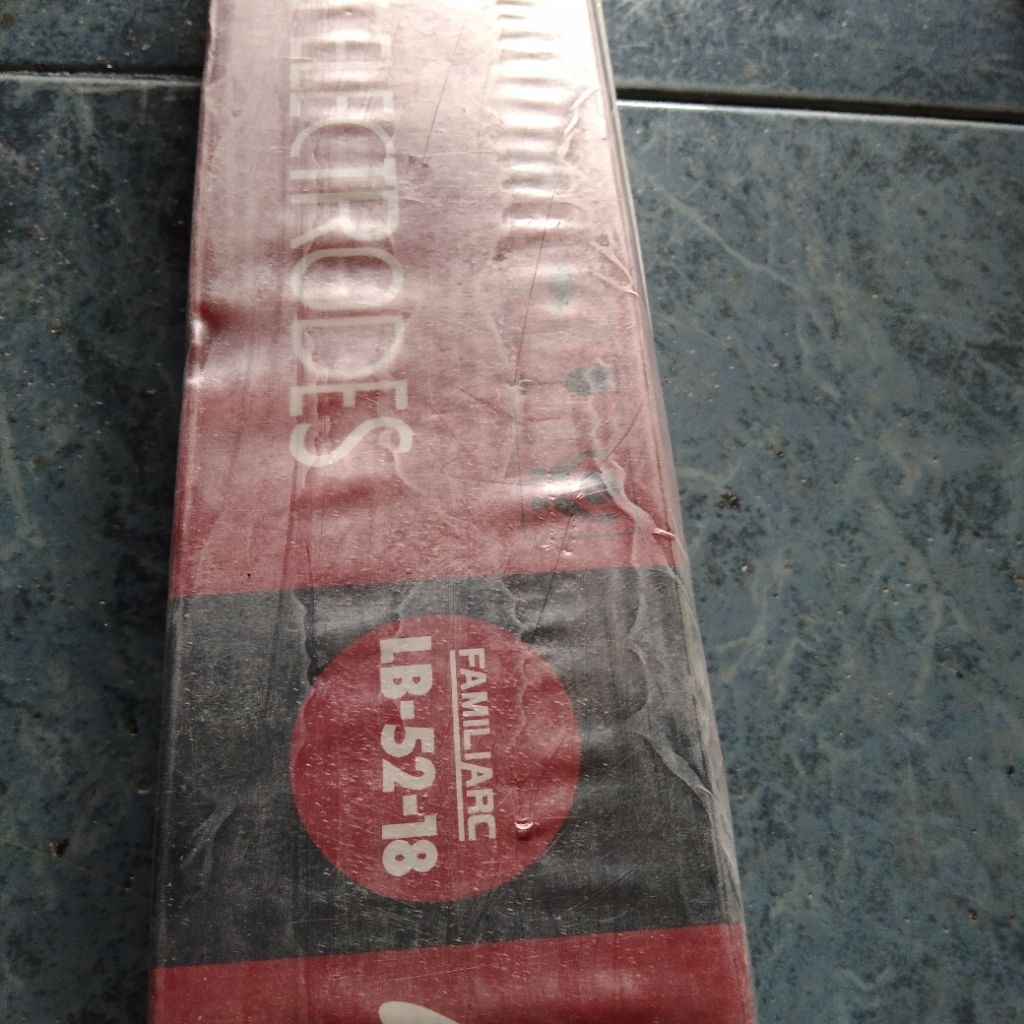 ELECTRODES
FAMILIARC
LB-52-18